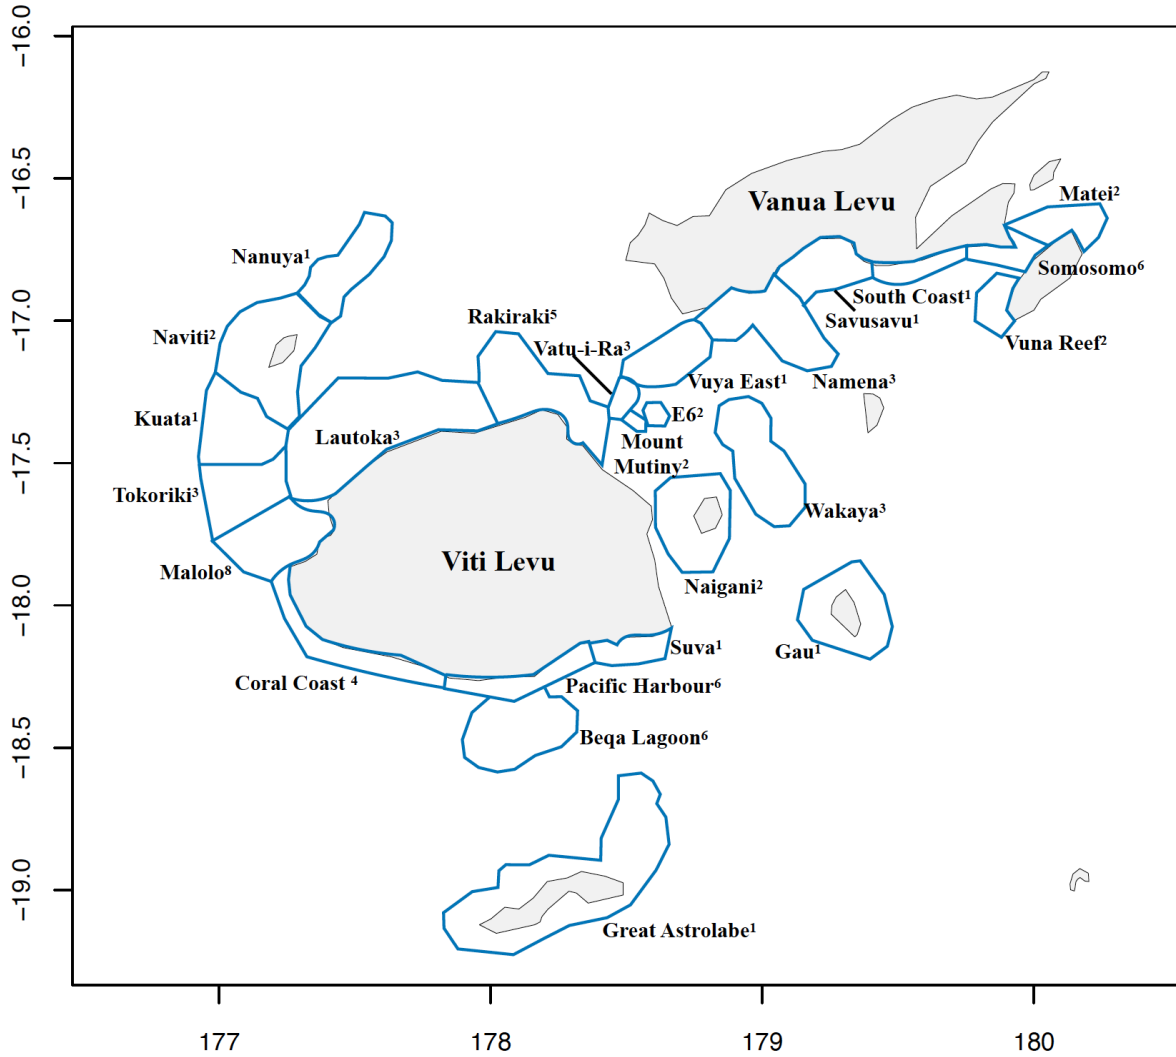 −16.0
−16.5
−17.0
−17.5
−18.0
−18.5
−19.0
Vanua Levu
Matei²
Nanuya¹
Somosomo⁶
South Coast¹
Savusavu¹
Rakiraki⁵
Naviti²
Vatu-i-Ra³
Vuna Reef²
Vuya East¹
Namena³
Kuata¹
E6²
Lautoka³
Mount
Mutiny²
Tokoriki³
Wakaya³
Viti Levu
Malolo⁸
Naigani²
Suva¹
Gau¹
Coral Coast ⁴
Pacific Harbour⁶
Beqa Lagoon⁶
Great Astrolabe¹
177
178
179
180